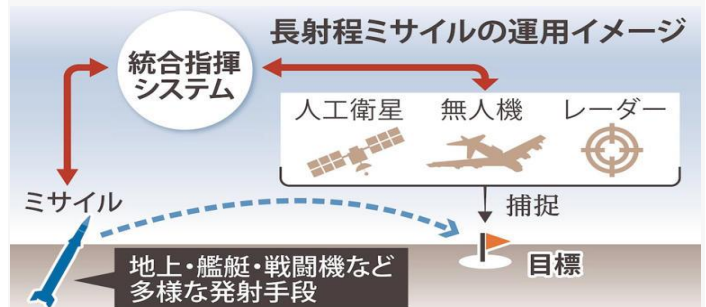 長射程ミサイルの運用イメージ
統合指揮
システム
人工衛星
無人機
レーダー
ミサイル
捕捉
目標
地上・艦艇・戦闘機など
多様な発射手段